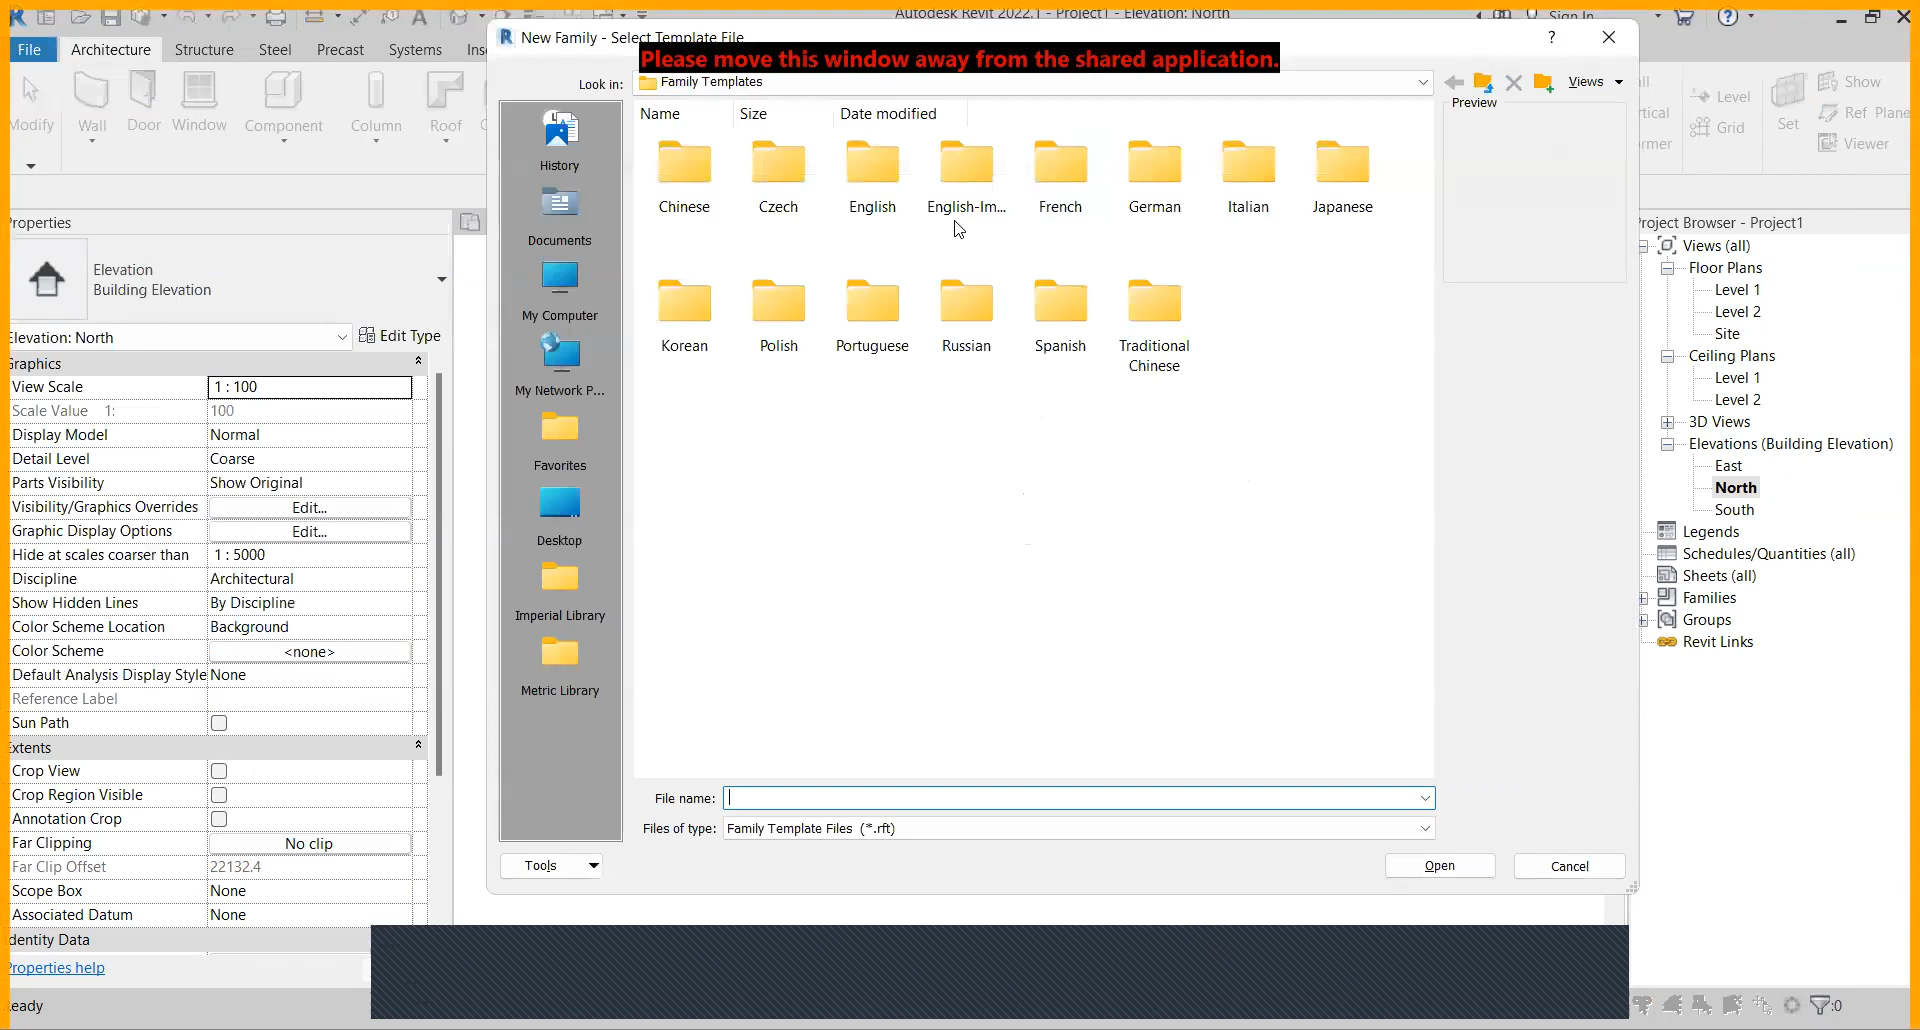 Autodesk Revit 2022.1 - Project1 - Elevation: North
Sign In
File
Architecture
Structure
Steel
Precast
Systems
Ins
Modify
Wall
Door
Window
Component
Column
Roof
Level
Grid
Set
Show
Ref Plane
Viewer
New Family - Select Template File
Please move this window away from the shared application.
Look in:
Family Templates
Views
Preview
Name
Size
Date modified
History
Documents
My Computer
My Network P...
Favorites
Desktop
Imperial Library
Metric Library
Chinese
Czech
English
English-Im...
French
German
Italian
Japanese
Korean
Polish
Portuguese
Russian
Spanish
Traditional
Chinese
File name:
Files of type:
Family Template Files (*.rft)
Tools
Open
Cancel
Properties
Elevation
Building Elevation
Elevation: North
Edit Type
Graphics
View Scale
1 : 100
Scale Value 1:
100
Display Model
Normal
Detail Level
Coarse
Parts Visibility
Show Original
Visibility/Graphics Overrides
Edit...
Graphic Display Options
Edit...
Hide at scales coarser than
1 : 5000
Discipline
Architectural
Show Hidden Lines
By Discipline
Color Scheme Location
Background
Color Scheme
<none>
Default Analysis Display Style
None
Reference Label
Sun Path
Extents
Crop View
Crop Region Visible
Annotation Crop
Far Clipping
No clip
Far Clip Offset
22132.4
Scope Box
None
Associated Datum
None
Identity Data
Properties help
Ready
Project Browser - Project1
Views (all)
Floor Plans
Level 1
Level 2
Site
Ceiling Plans
Level 1
Level 2
3D Views
Elevations (Building Elevation)
East
North
South
Legends
Schedules/Quantities (all)
Sheets (all)
Families
Groups
Revit Links
:0